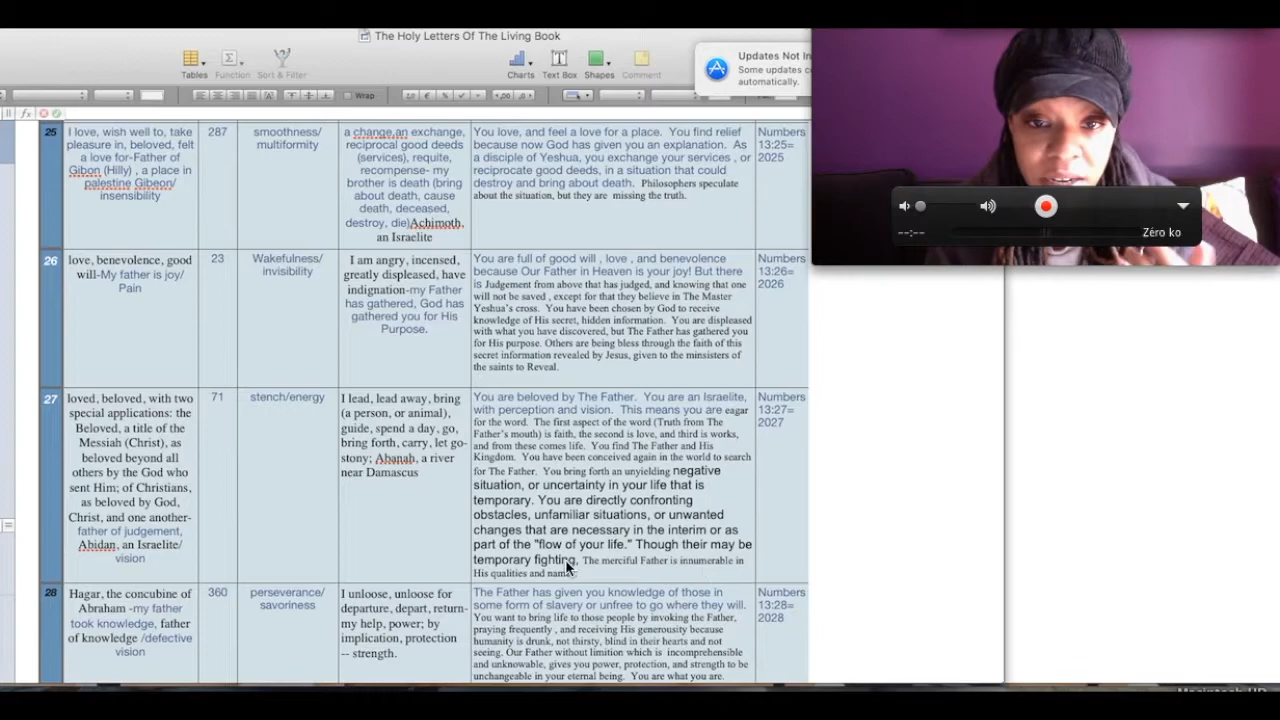 The Holy Letters Of The Living Book
Tables
Function
Sort & Filter
Charts
Text Box
Shapes
Comment
Updates Not In
Some updates c
automatically.
Wrap
fx
25
I love, wish well to, take
pleasure in, beloved, felt
a love for-Father of
Gibon (Hilly) , a place in
palestine Gibeon/
insensibility
287
smoothness/
multiformity
a change,an exchange,
reciprocal good deeds
(services), requite,
recompense- my
brother is death (bring
about death, cause
death, deceased,
destroy, die)Achimoth,
an Israelite
You love, and feel a love for a place. You find relief
because now God has given you an explanation. As
a disciple of Yeshua, you exchange your services , or
reciprocate good deeds, in a situation that could
destroy and bring about death. Philosophers speculate
about the situation, but they are missing the truth.
Numbers
13:25=
2025
26
love, benevolence, good
will-My father is joy/
Pain
23
Wakefulness/
invisibility
I am angry, incensed,
greatly displeased, have
indignation-my Father
has gathered, God has
gathered you for His
Purpose.
You are full of good will , love , and benevolence
because Our Father in Heaven is your joy! But there
is Judgement from above that has judged, and knowing that one
will not be saved , except for that they believe in The Master
Yeshua's cross. You have been chosen by God to receive
knowledge of His secret, hidden information. You are displeased
with what you have discovered, but The Father has gathered you
for His purpose. Others are being bless through the faith of this
secret information revealed by Jesus, given to the minsisters of
the saints to Reveal.
Numbers
13:26=
2026
27
loved, beloved, with two
special applications: the
Beloved, a title of the
Messiah (Christ), as
beloved beyond all
others by the God who
sent Him; of Christians,
as beloved by God,
Christ, and one another-
father of judgement,
Abidan, an Israelite/
vision
71
stench/energy
I lead, lead away, bring
(a person, or animal),
guide, spend a day, go,
bring forth, carry, let go-
stony; Abanah, a river
near Damascus
You are beloved by The Father. You are an Israelite,
with perception and vision. This means you are eagar
for the word. The first aspect of the word (Truth from The
Father's mouth) is faith, the second is love, and third is works,
and from these comes life. You find The Father and His
Kingdom. You have been conceived again in the world to search
for The Father. You bring forth an unyielding negative
situation, or uncertainty in your life that is
temporary. You are directly confronting
obstacles, unfamiliar situations, or unwanted
changes that are necessary in the interim or as
part of the "flow of your life." Though their may be
temporary fighting, The merciful Father is innumerable in
His qualities and
Numbers
13:27=
2027
28
Hagar, the concubine of
Abraham -my father
took knowledge, father
of knowledge /defective
vision
360
perseverance/
savoriness
I unloose, unloose for
departure, depart, return-
my help, power; by
implication, protection
-- strength.
The Father has given you knowledge of those in
some form of slavery or unfree to go where they will.
You want to bring life to those people by invoking the Father,
praying frequently , and receiving His generousity because
humanity is drunk, not thirsty, blind in their hearts and not
seeing. Our Father without limition which is incomprehensible
and unknowable, gives you power, protection, and strength to be
unchangeable in your eternal being. You are what you are.
Numbers
13:28=
2028
--:--
Zéro ko